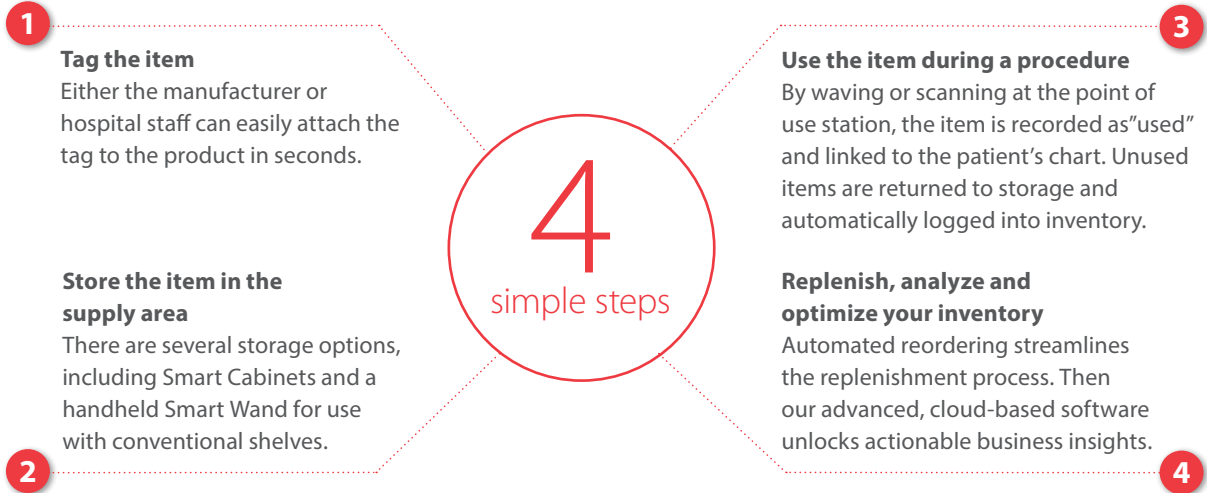 1
Tag the item
Either the manufacturer or
hospital staff can easily attach the
tag to the product in seconds.
Store the item in the
supply area
There are several storage options,
including Smart Cabinets and a
handheld Smart Wand for use
with conventional shelves.
2
4
simple steps
3
Use the item during a procedure
By waving or scanning at the point of
use station, the item is recorded as”used”
and linked to the patient’s chart. Unused
items are returned to storage and
automatically logged into inventory.
Replenish, analyze and
optimize your inventory
Automated reordering streamlines
the replenishment process. Then
our advanced, cloud-based software
unlocks actionable business insights.
4